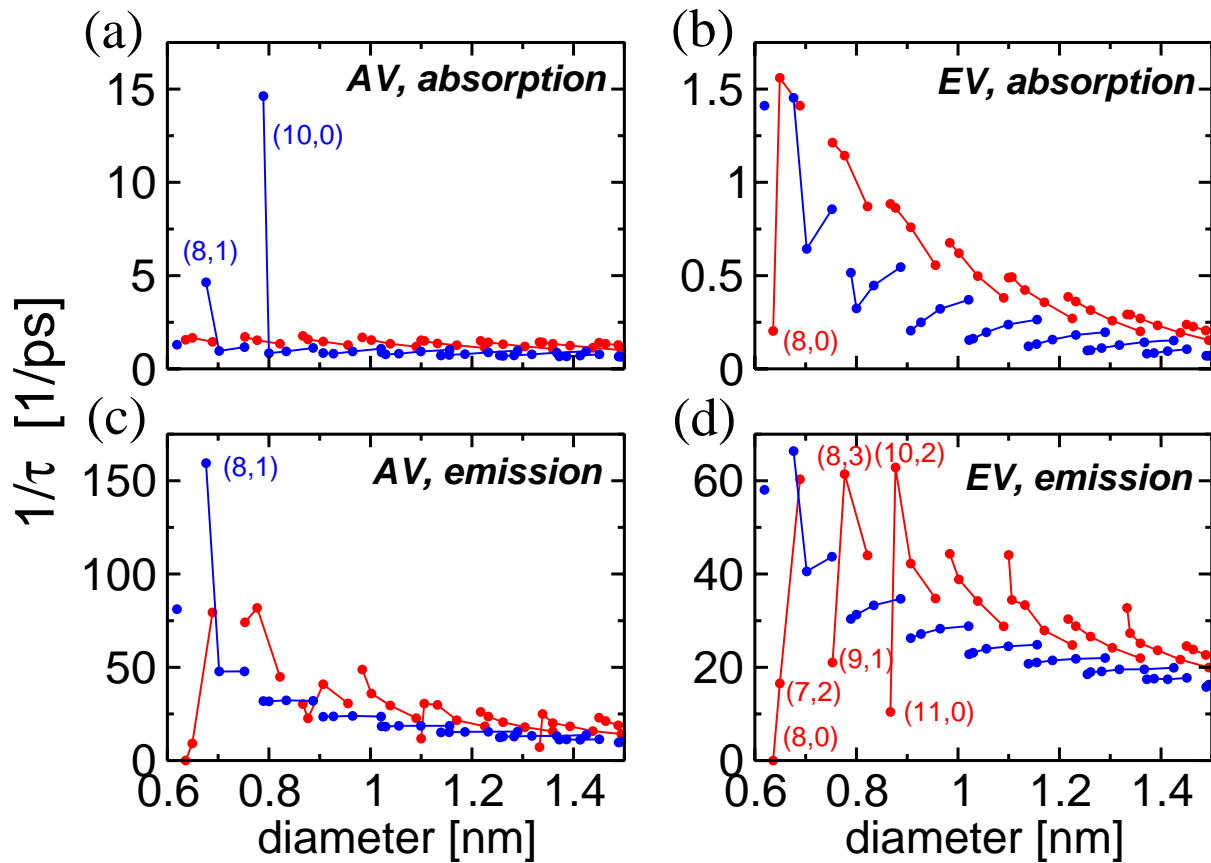 (a)
(b)
AV, absorption
EV, absorption
15
10
5
0
(10,0)
(8,1)
1.5
1
0.5
0
(8,0)
1/τ [1/ps]
(c)
(d)
AV, emission
EV, emission
150
100
50
0
(8,1)
60
40
20
0
(8,3)
(10,2)
(9,1)
(7,2)
(11,0)
(8,0)
0.6 0.8 1 1.2 1.4
0.6 0.8 1 1.2 1.4
diameter [nm]
diameter [nm]